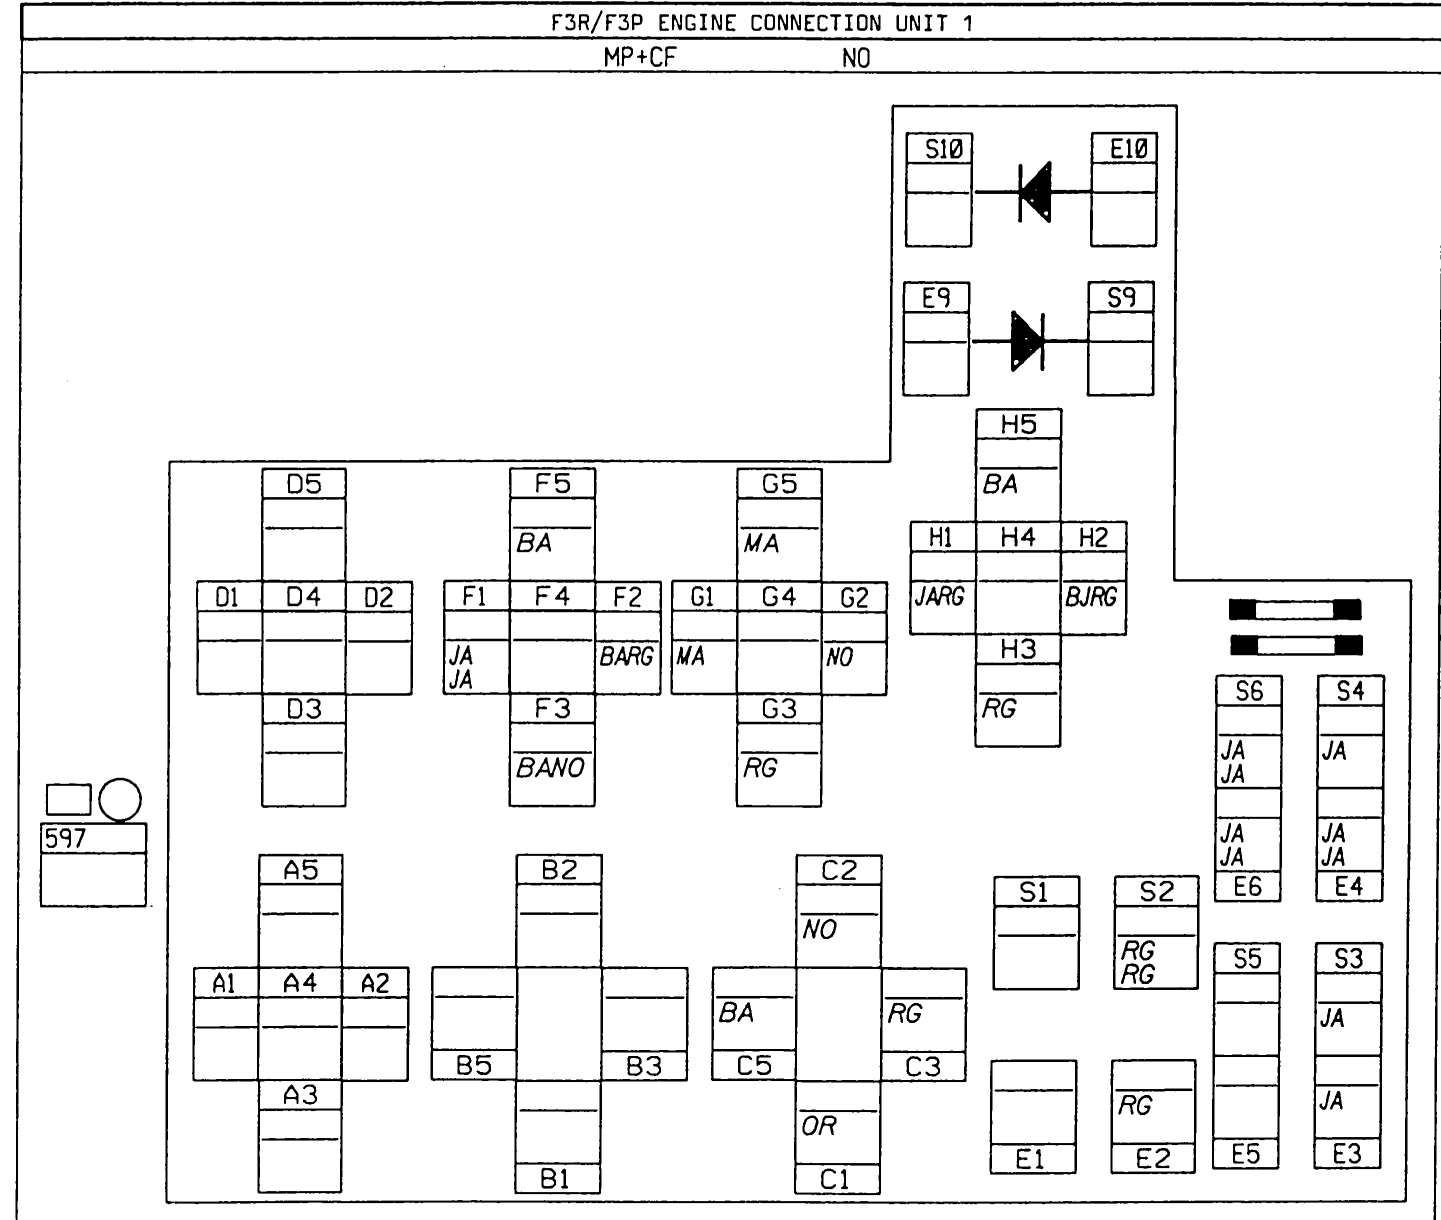 F3R/F3P ENGINE CONNECTION UNIT 1
MP+CF NO
S10 E10
E9 S9
H5
BA
H1 H4 H2
JARG BJRG
H3
RG
D5 F5 G5
BA MA
D1 D4 D2 F1 F4 F2 G1 G4 G2
JA BARG MA NO
JA
D3 F3 G3
BANO RG
S6 S4
JA JA
JA
JA JA
JA JA
E6 E4
597
A5 B2 C2
NO
S1 S2
RG
RG
A1 A4 A2
BA RG
B5 B3 C5 C3
A3
OR
B1 C1
RG
E1 E2
S5 S3
JA
JA
E5 E3